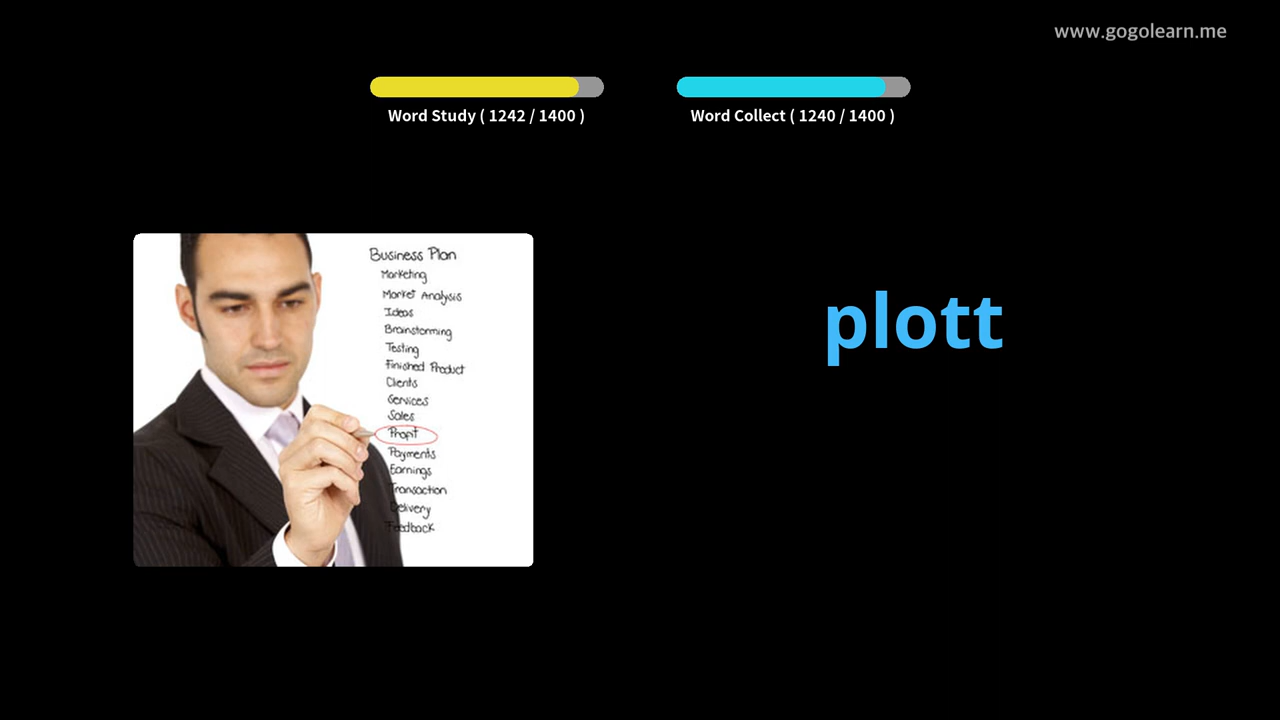 www.gogolearn.me
Word Study ( 1242 / 1400 )
Word Collect ( 1240 / 1400 )
Business Plan
Marketing
Market Analysis
Ideas
Brainstorming
Testing
Finished Product
Clients
Services
Sales
Profit
Payments
Earnings
Transaction
Delivery
Feedback
plott